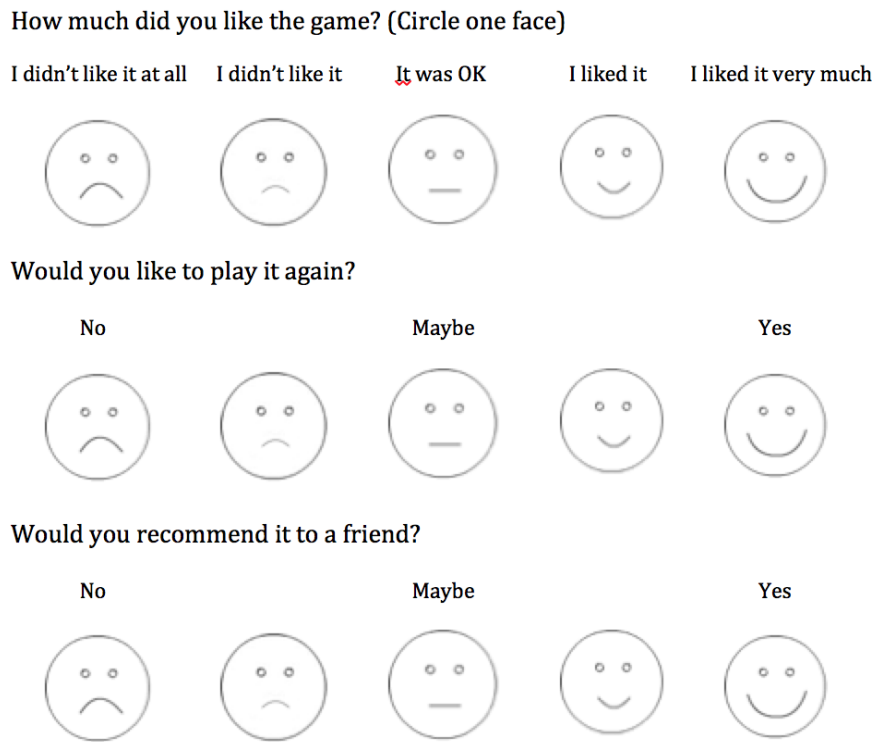 How much did you like the game? (Circle one face)
I didn’t like it at all I didn’t like it It was OK I liked it I liked it very much
Would you like to play it again?
No Maybe Yes
Would you recommend it to a friend?
No Maybe Yes